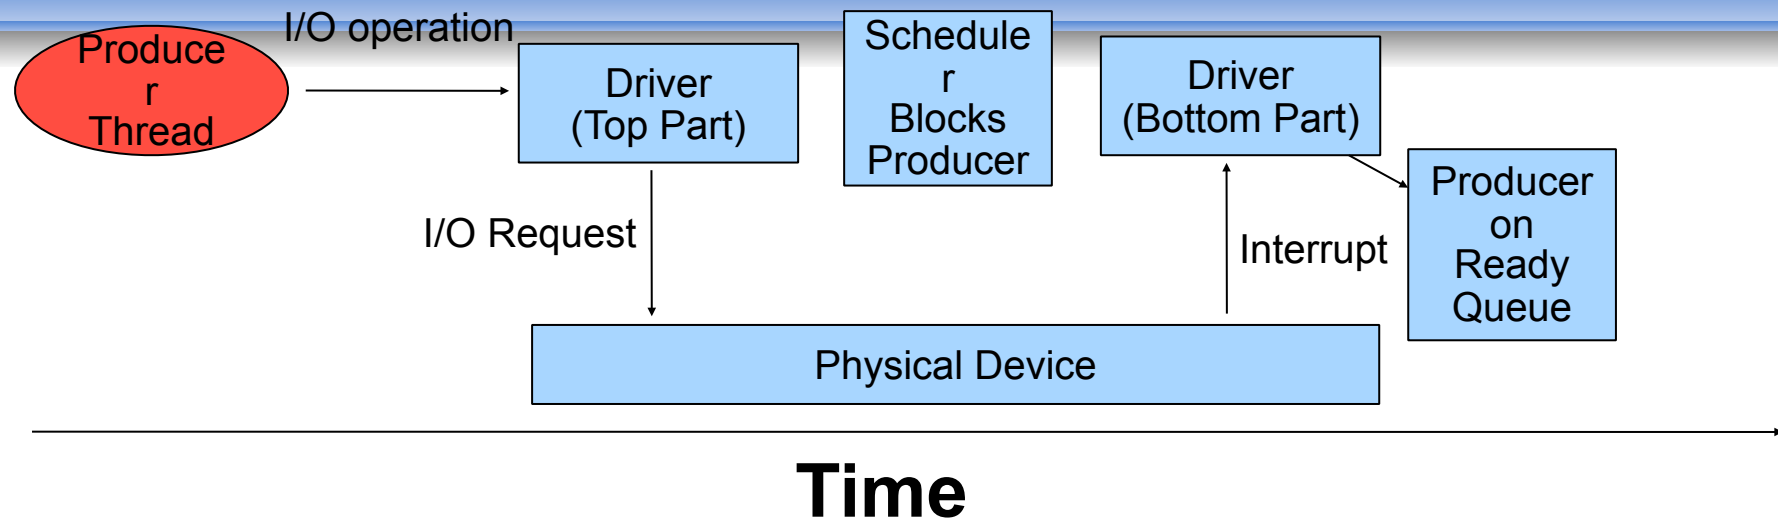 Produce
r
Thread
I/O operation
Driver
(Top Part)
Schedule
r
Blocks
Producer
Driver
(Bottom Part)
I/O Request
Interrupt
Producer
on
Ready
Queue
Physical Device
Time